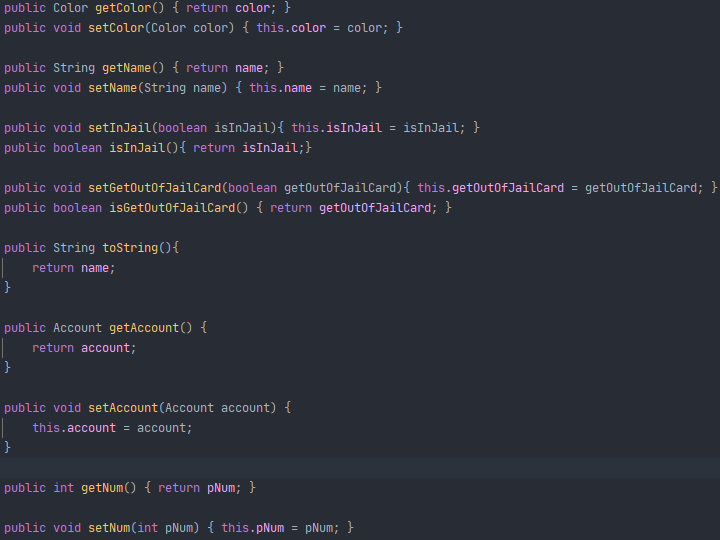 public Color getColor() { return color; }
public void setColor(Color color) { this.color = color; }
public String getName() { return name; }
public void setName(String name) { this.name = name; }
public void setInJail(boolean isInJail){ this.isInJail = isInJail; }
public boolean isInJail(){ return isInJail;}
public void setGetOutOfJailCard(boolean getOutOfJailCard){ this.getOutOfJailCard = getOutOfJailCard; }
public boolean isGetOutOfJailCard() { return getOutOfJailCard; }
public String toString(){
    return name;
}
public Account getAccount() {
    return account;
}
public void setAccount(Account account) {
    this.account = account;
}
public int getNum() { return pNum; }
public void setNum(int pNum) { this.pNum = pNum; }